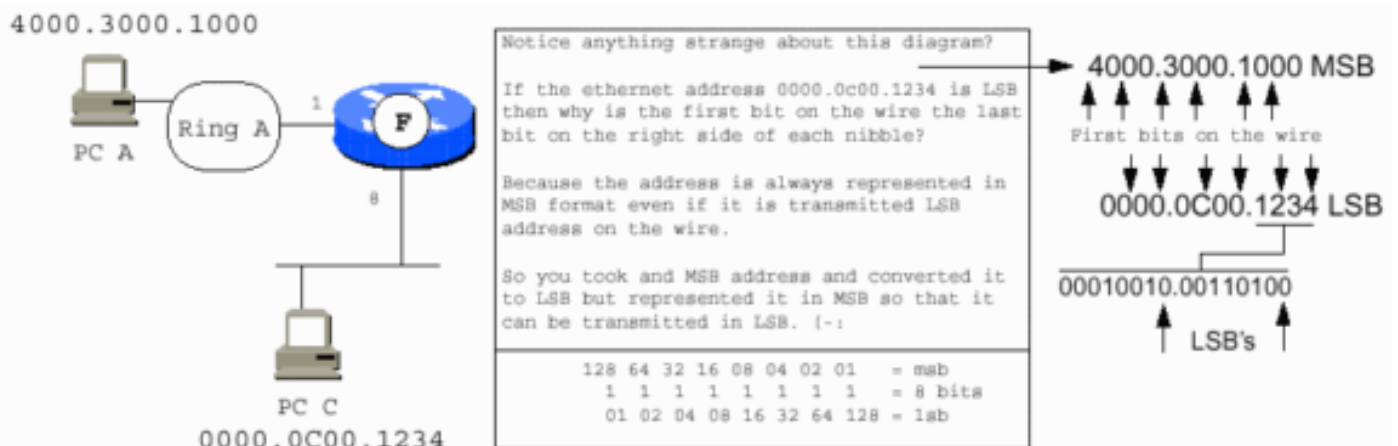 4000.3000.1000
PC A
Ring A
1
F
8
PC C
0000.0C00.1234
Notice anything strange about this diagram?
If the ethernet address 0000.0c00.1234 is LSB
then why is the first bit on the wire the last
bit on the right side of each nibble?
Because the address is always represented in
MSB format even if it is transmitted LSB
address on the wire.
So you took and MSB address and converted it
to LSB but represented it in MSB so that it
can be transmitted in LSB. (-:
128 64 32 16 08 04 02 01 = msb
1 1 1 1 1 1 1 1 = 8 bits
01 02 04 08 16 32 64 128 = lsb
4000.3000.1000 MSB
First bits on the wire
0000.0C00.1234 LSB
00010010.00110100
LSB's